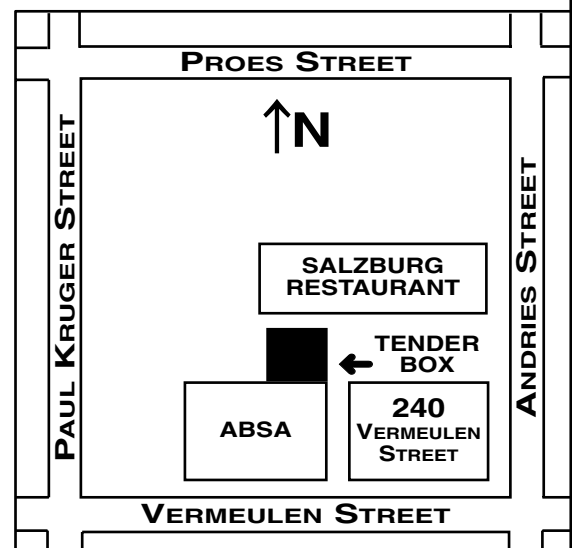 PROES STREET
↑N
PAUL KRUGER STREET
ANDRIES STREET
SALZBURG
RESTAURANT
TENDER
BOX
ABSA
240
VERMEULEN
STREET
VERMEULEN STREET